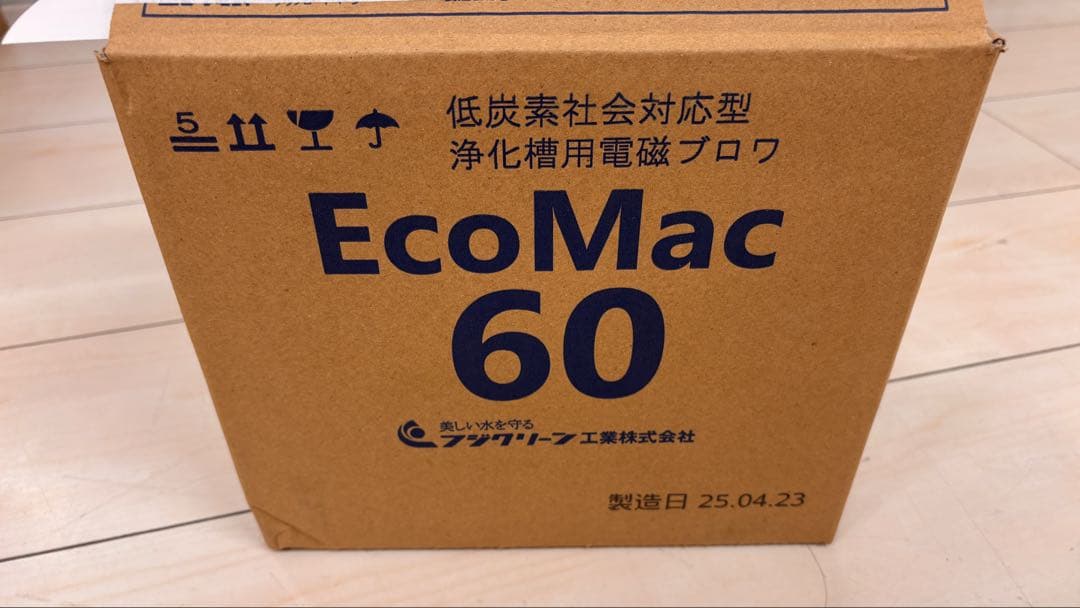 5
低炭素社会対応型
浄化槽用電磁ブロワ
EcoMac
60
美しい水を守る
フジクリーン工業株式会社
製造日 25.04.23